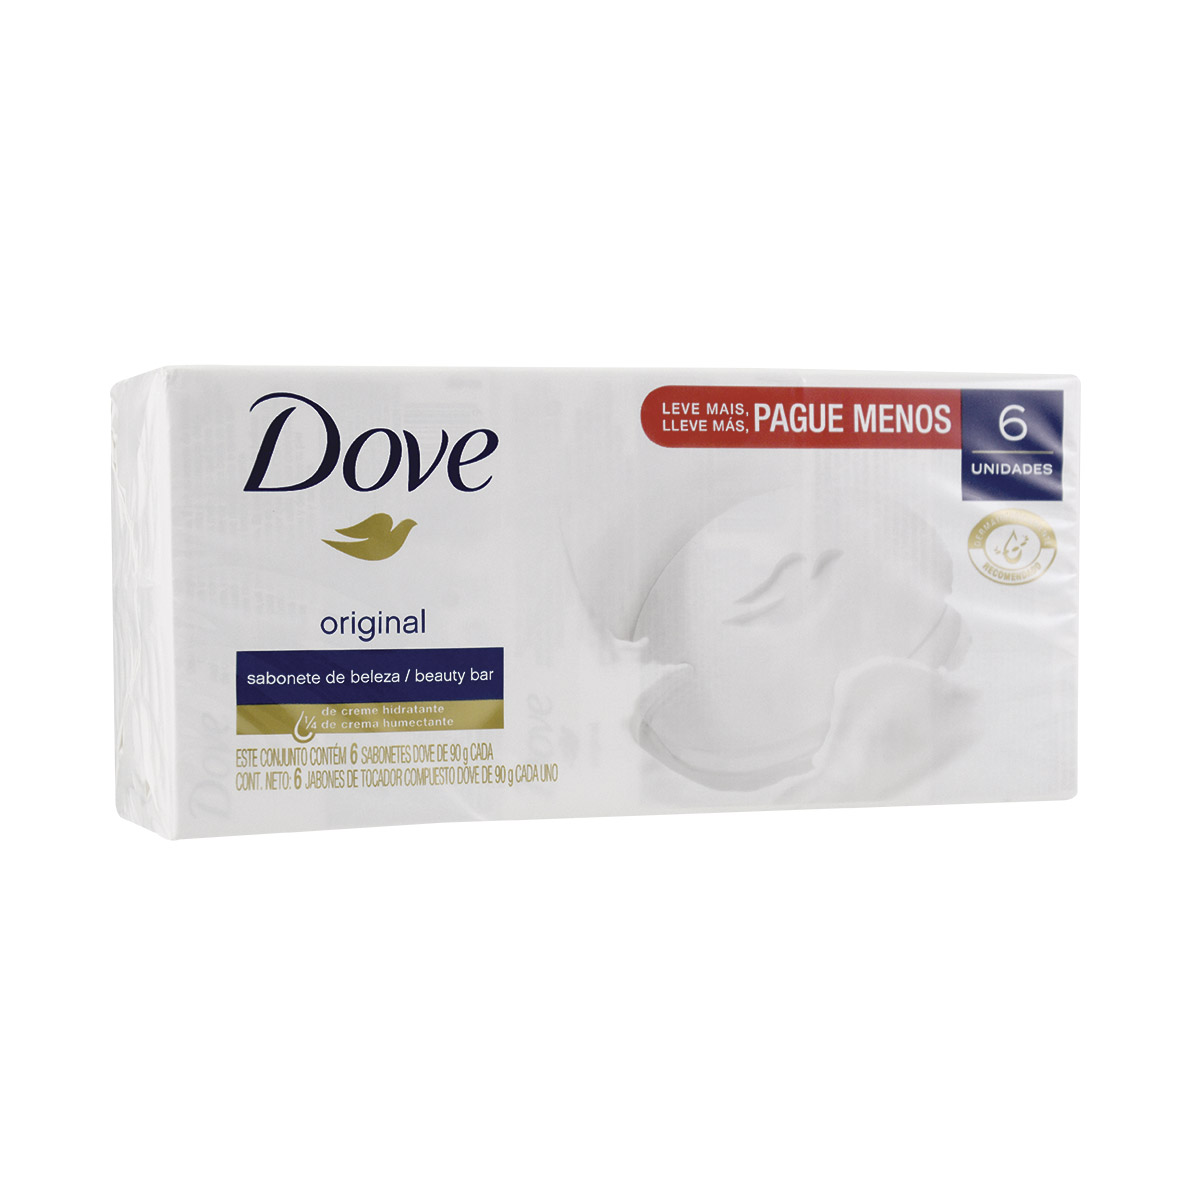 Dove
LEVE MAIS,
LLEVE MÁS,
PAGUE MENOS
6
UNIDADES
RECOMENDADO
original
sabonete de beleza / beauty bar
1/4
de creme hidratante
de crema humectante
ESTE CONJUNTO CONTÉM 6 SABONETES DOVE DE 90 g CADA
CONT. NETO: 6 JABONES DE TOCADOR COMPUESTO DOVE DE 90 g CADA UNO
Dove
Dove